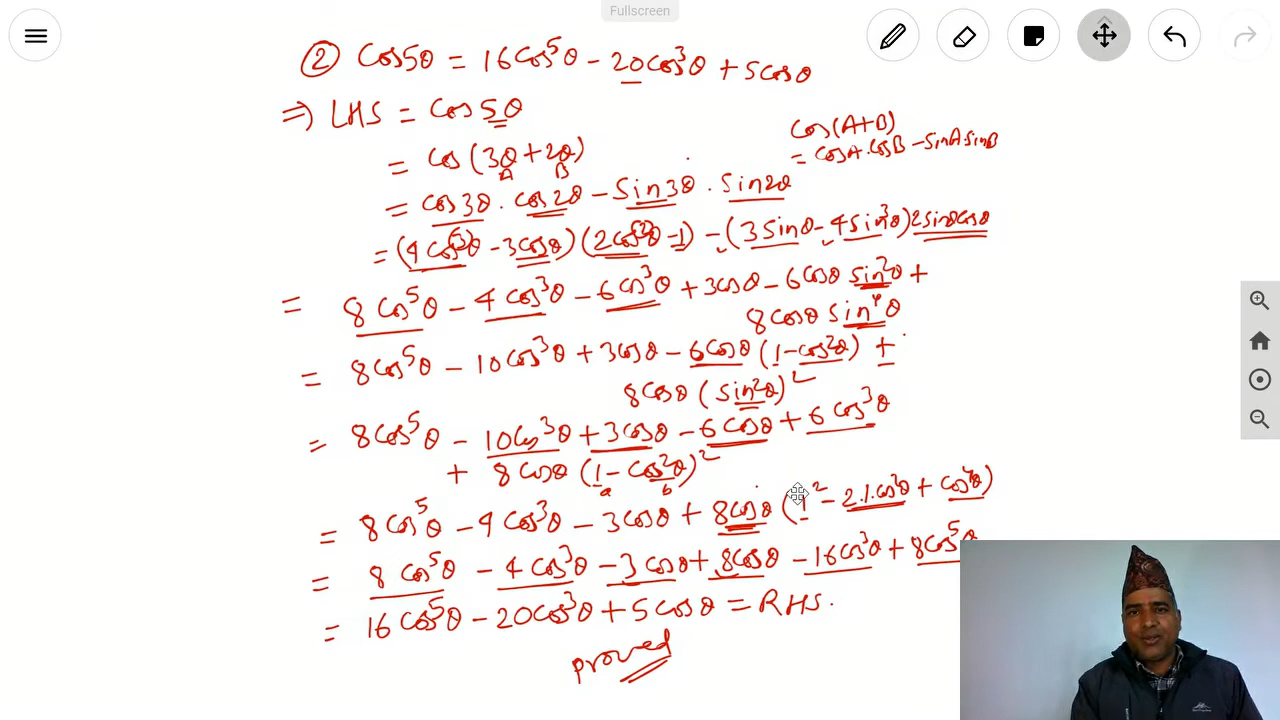 Fullscreen
② Cos5θ = 16Cos⁵θ - 20Cos³θ + 5Cosθ
⇒ LHS = Cos5θ
= Cos(3θ+2θ)
A B
Cos(A+B)
= CosA.CosB - SinASinB
= Cos3θ . Cos2θ - Sin3θ . Sin2θ
= (4Cos³θ - 3Cosθ)(2Cos²θ - 1) - (3Sinθ - 4Sin³θ)2Sinθcosθ
= 8Cos⁵θ - 4Cos³θ - 6Cos³θ + 3Cosθ - 6Cosθ Sin²θ +
8Cosθ Sin⁴θ
= 8Cos⁵θ - 10Cos³θ + 3Cosθ - 6Cosθ (1-Cos²θ) +
8Cosθ (Sin²θ)²
= 8Cos⁵θ - 10Cos³θ + 3Cosθ - 6Cosθ + 6Cos³θ
+ 8Cosθ (1 - Cos²θ)²
a b
= 8Cos⁵θ - 4Cos³θ - 3Cosθ + 8Cosθ (1² - 2.1.Cos²θ + Cos⁴θ)
= 8Cos⁵θ - 4Cos³θ - 3Cosθ + 8Cosθ - 16Cos³θ + 8Cos⁵θ
= 16Cos⁵θ - 20Cos³θ + 5Cosθ = RHS.
proved